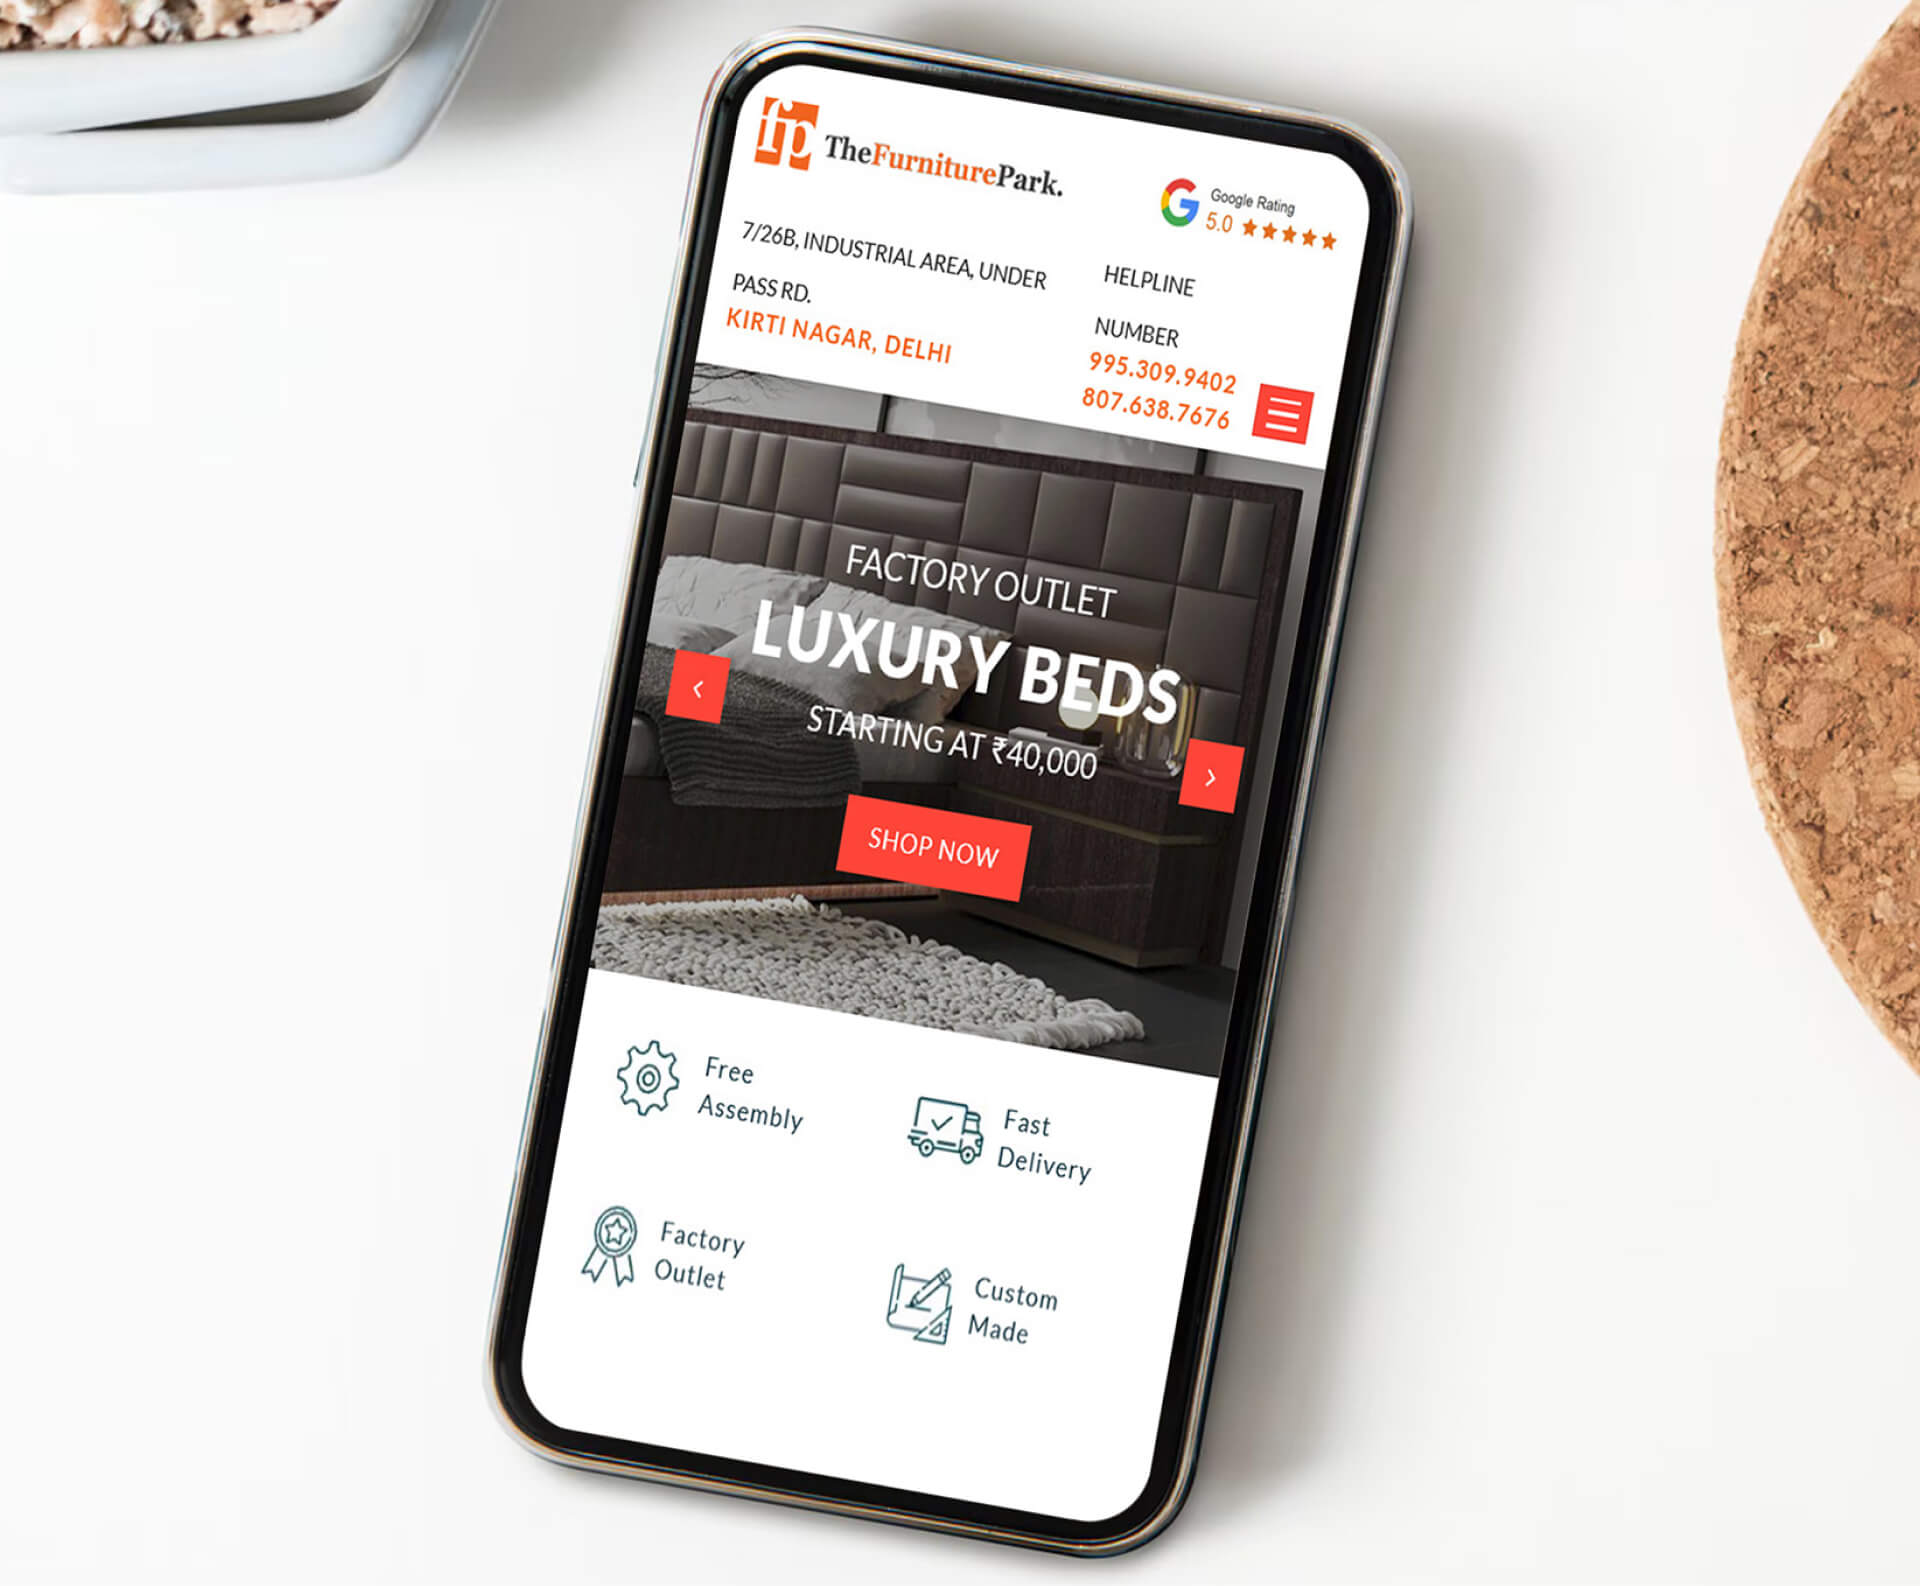 fp
TheFurniturePark.
Google Rating
5.0
7/26B, INDUSTRIAL AREA, UNDER
PASS RD.
KIRTI NAGAR, DELHI
HELPLINE
NUMBER
995.309.9402
807.638.7676
FACTORY OUTLET
LUXURY BEDS
STARTING AT ₹40,000
SHOP NOW
Free
Assembly
Fast
Delivery
Factory
Outlet
Custom
Made